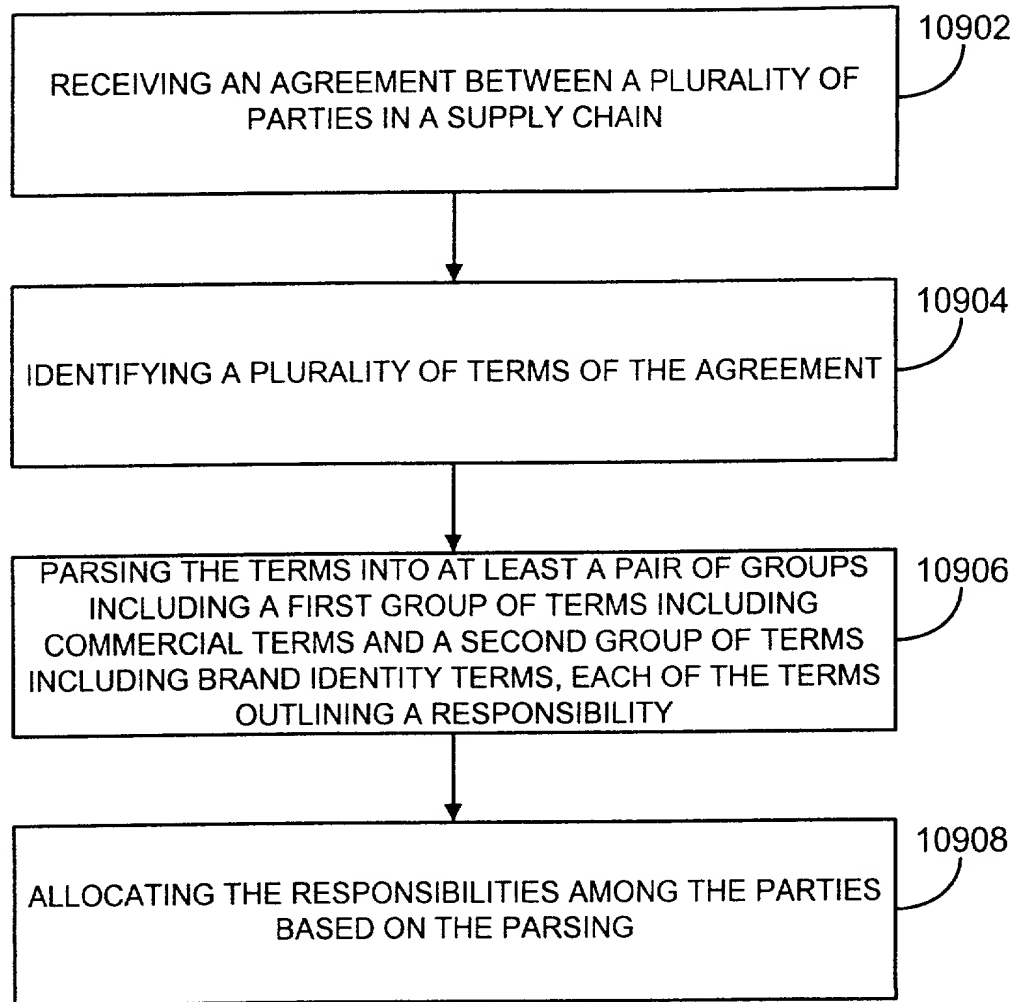 10902
RECEIVING AN AGREEMENT BETWEEN A PLURALITY OF
PARTIES IN A SUPPLY CHAIN
10904
IDENTIFYING A PLURALITY OF TERMS OF THE AGREEMENT
10906
PARSING THE TERMS INTO AT LEAST A PAIR OF GROUPS
INCLUDING A FIRST GROUP OF TERMS INCLUDING
COMMERCIAL TERMS AND A SECOND GROUP OF TERMS
INCLUDING BRAND IDENTITY TERMS, EACH OF THE TERMS
OUTLINING A RESPONSIBILITY
10908
ALLOCATING THE RESPONSIBILITIES AMONG THE PARTIES
BASED ON THE PARSING